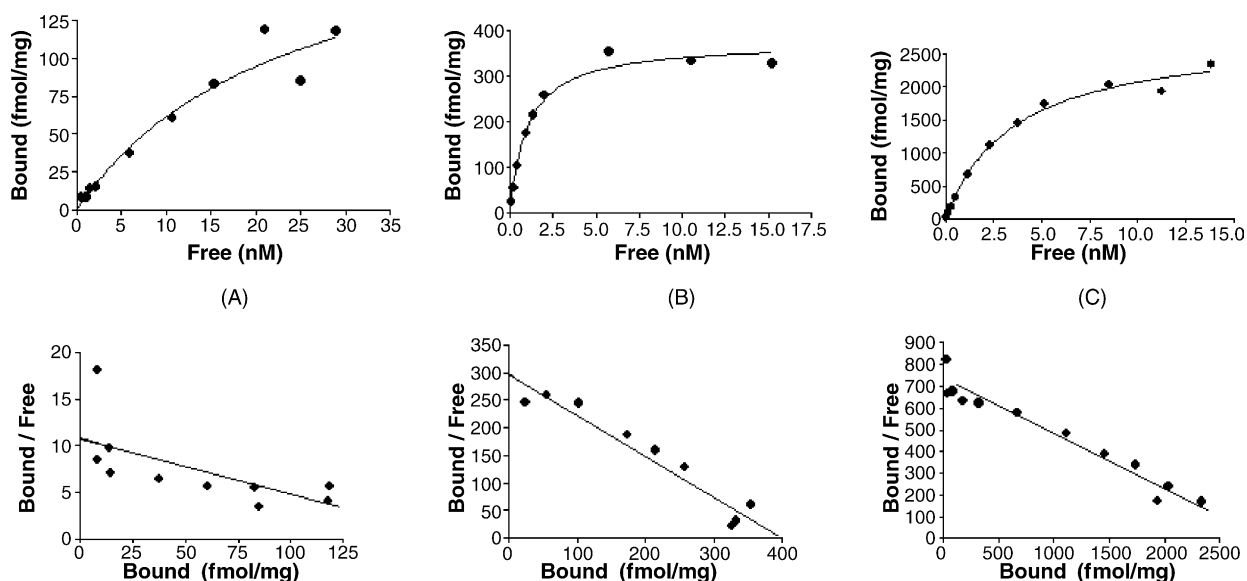 Bound (fmol/mg)
125
100
75
50
25
0
0 5 10 15 20 25 30 35
Free (nM)
(A)
Bound (fmol/mg)
400
300
200
100
0
0.0 2.5 5.0 7.5 10.0 12.5 15.0 17.5
Free (nM)
(B)
Bound (fmol/mg)
2500
2000
1500
1000
500
0
0.0 2.5 5.0 7.5 10.0 12.5 15.0
Free (nM)
(C)
Bound / Free
20
15
10
5
0
0 25 50 75 100 125
Bound (fmol/mg)
Bound / Free
350
300
250
200
150
100
50
0
0 100 200 300 400
Bound (fmol/mg)
Bound / Free
900
800
700
600
500
400
300
200
100
0
0 500 1000 1500 2000 2500
Bound (fmol/mg)